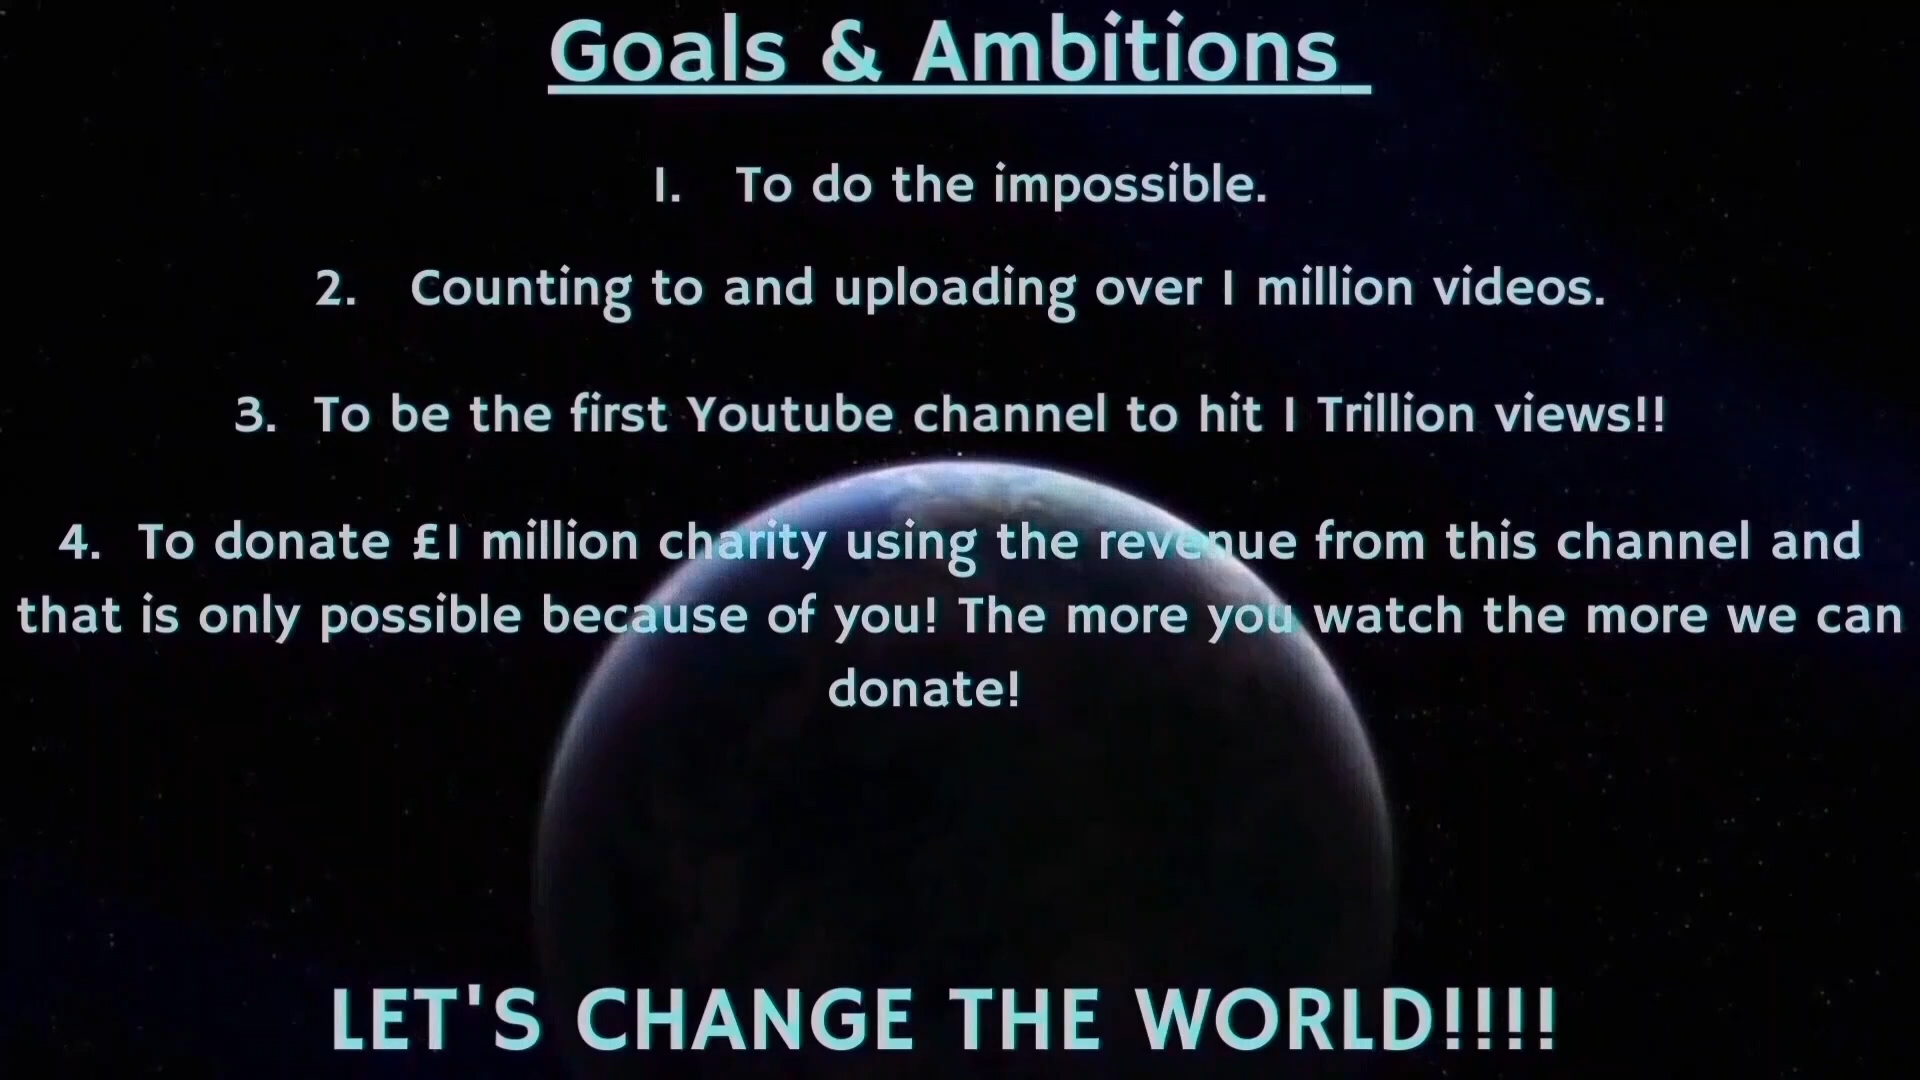 Goals & Ambitions
1. To do the impossible.
2. Counting to and uploading over 1 million videos.
3. To be the first Youtube channel to hit 1 Trillion views!!
4. To donate £1 million charity using the revenue from this channel and
that is only possible because of you! The more you watch the more we can
donate!
LET'S CHANGE THE WORLD!!!!